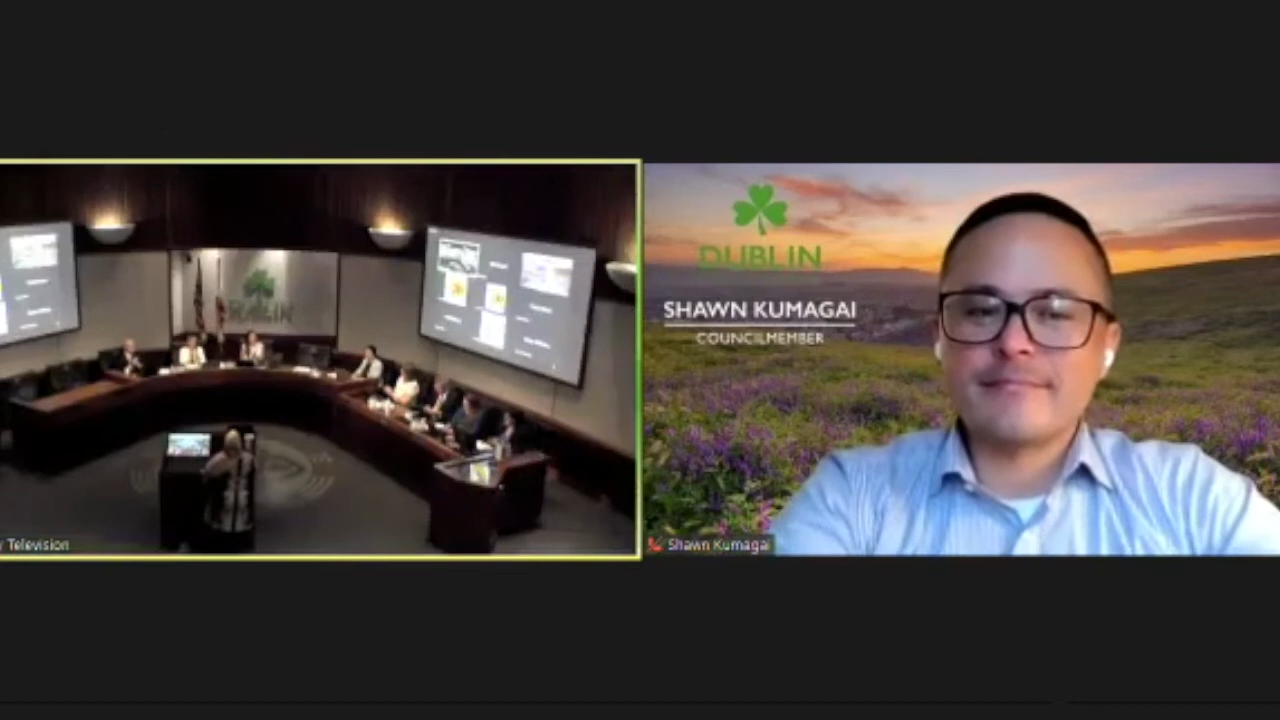 Television
DUBLIN
DUBLIN
SHAWN KUMAGAI
COUNCILMEMBER
Shawn Kumagai